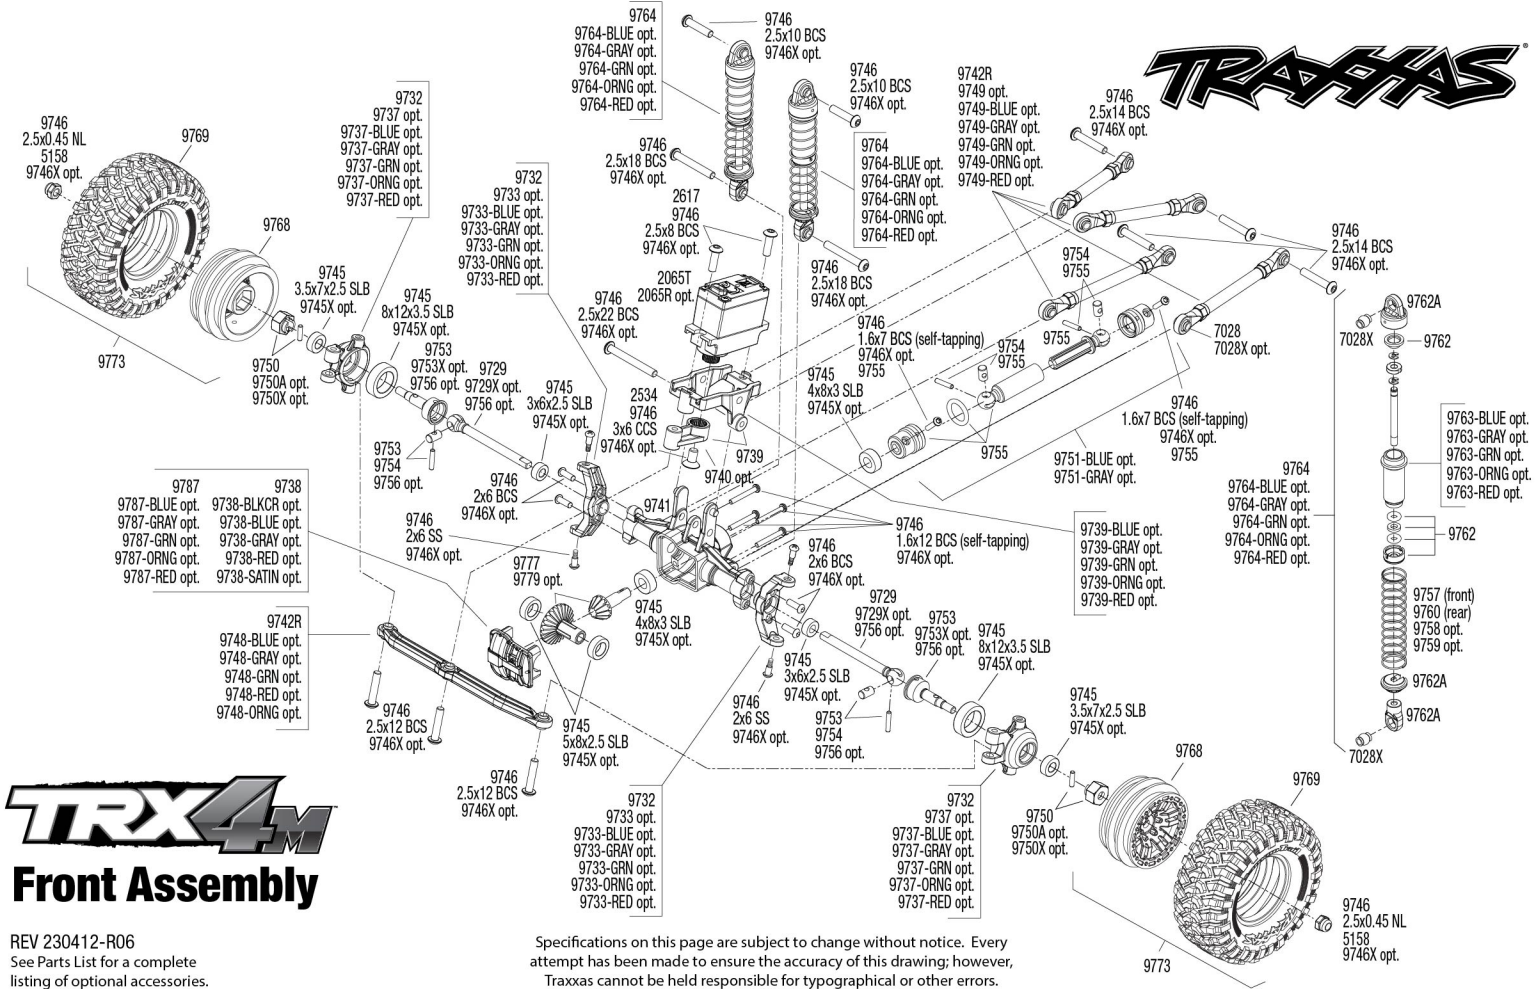 9764
9764-BLUE opt.
9764-GRAY opt.
9764-GRN opt.
9764-ORNG opt.
9764-RED opt.
9746
2.5x10 BCS
9746X opt.
9746
2.5x10 BCS
9746X opt.
9764
9764-BLUE opt.
9764-GRAY opt.
9764-GRN opt.
9764-ORNG opt.
9764-RED opt.
9742R
9749 opt.
9749-BLUE opt.
9749-GRAY opt.
9749-GRN opt.
9749-ORNG opt.
9749-RED opt.
9746
2.5x14 BCS
9746X opt.
TRAXXAS
9746
2.5x0.45 NL
5158
9746X opt.
9769
9732
9737 opt.
9737-BLUE opt.
9737-GRAY opt.
9737-GRN opt.
9737-ORNG opt.
9737-RED opt.
9732
9733 opt.
9733-BLUE opt.
9733-GRAY opt.
9733-GRN opt.
9733-ORNG opt.
9733-RED opt.
9746
2.5x18 BCS
9746X opt.
2617
9746
2.5x8 BCS
9746X opt.
2065T
2065R opt.
9746
2.5x22 BCS
9746X opt.
9746
2.5x18 BCS
9746X opt.
9768
9745
3.5x7x2.5 SLB
9745X opt.
9745
8x12x3.5 SLB
9745X opt.
9773
9750
9750A opt.
9750X opt.
9753
9753X opt.
9756 opt.
9729
9729X opt.
9756 opt.
9745
3x6x2.5 SLB
9745X opt.
2534
9746
3x6 CCS
9746X opt.
9739
9740 opt.
9741
9753
9754
9756 opt.
9746
2x6 BCS
9746X opt.
9746
2x6 SS
9746X opt.
9746
1.6x7 BCS (self-tapping)
9746X opt.
9755
9745
4x8x3 SLB
9745X opt.
9754
9755
9754
9755
9755
9755
9746
2.5x14 BCS
9746X opt.
7028
7028X opt.
9746
1.6x7 BCS (self-tapping)
9746X opt.
9755
9751-BLUE opt.
9751-GRAY opt.
9746
1.6x12 BCS (self-tapping)
9746X opt.
9739-BLUE opt.
9739-GRAY opt.
9739-GRN opt.
9739-ORNG opt.
9739-RED opt.
9762A
7028X
9762
9763-BLUE opt.
9763-GRAY opt.
9763-GRN opt.
9763-ORNG opt.
9763-RED opt.
9764
9764-BLUE opt.
9764-GRAY opt.
9764-GRN opt.
9764-ORNG opt.
9764-RED opt.
9762
9757 (front)
9760 (rear)
9758 opt.
9759 opt.
9762A
9762A
7028X
9787
9787-BLUE opt.
9787-GRAY opt.
9787-GRN opt.
9787-ORNG opt.
9787-RED opt.
9738
9738-BLKCR opt.
9738-BLUE opt.
9738-GRAY opt.
9738-RED opt.
9738-SATIN opt.
9742R
9748-BLUE opt.
9748-GRAY opt.
9748-GRN opt.
9748-RED opt.
9748-ORNG opt.
9777
9779 opt.
9745
4x8x3 SLB
9745X opt.
9745
5x8x2.5 SLB
9745X opt.
9746
2.5x12 BCS
9746X opt.
9746
2.5x12 BCS
9746X opt.
9746
2x6 BCS
9746X opt.
9729
9729X opt.
9756 opt.
9753
9753X opt.
9756 opt.
9745
8x12x3.5 SLB
9745X opt.
9745
3x6x2.5 SLB
9745X opt.
9746
2x6 SS
9746X opt.
9753
9754
9756 opt.
9745
3.5x7x2.5 SLB
9745X opt.
9732
9733 opt.
9733-BLUE opt.
9733-GRAY opt.
9733-GRN opt.
9733-ORNG opt.
9733-RED opt.
9732
9737 opt.
9737-BLUE opt.
9737-GRAY opt.
9737-GRN opt.
9737-ORNG opt.
9737-RED opt.
9750
9750A opt.
9750X opt.
9768
9769
9773
9746
2.5x0.45 NL
5158
9746X opt.
TRX4M
Front Assembly
REV 230412-R06
See Parts List for a complete
listing of optional accessories.
Specifications on this page are subject to change without notice. Every
attempt has been made to ensure the accuracy of this drawing; however,
Traxxas cannot be held responsible for typographical or other errors.